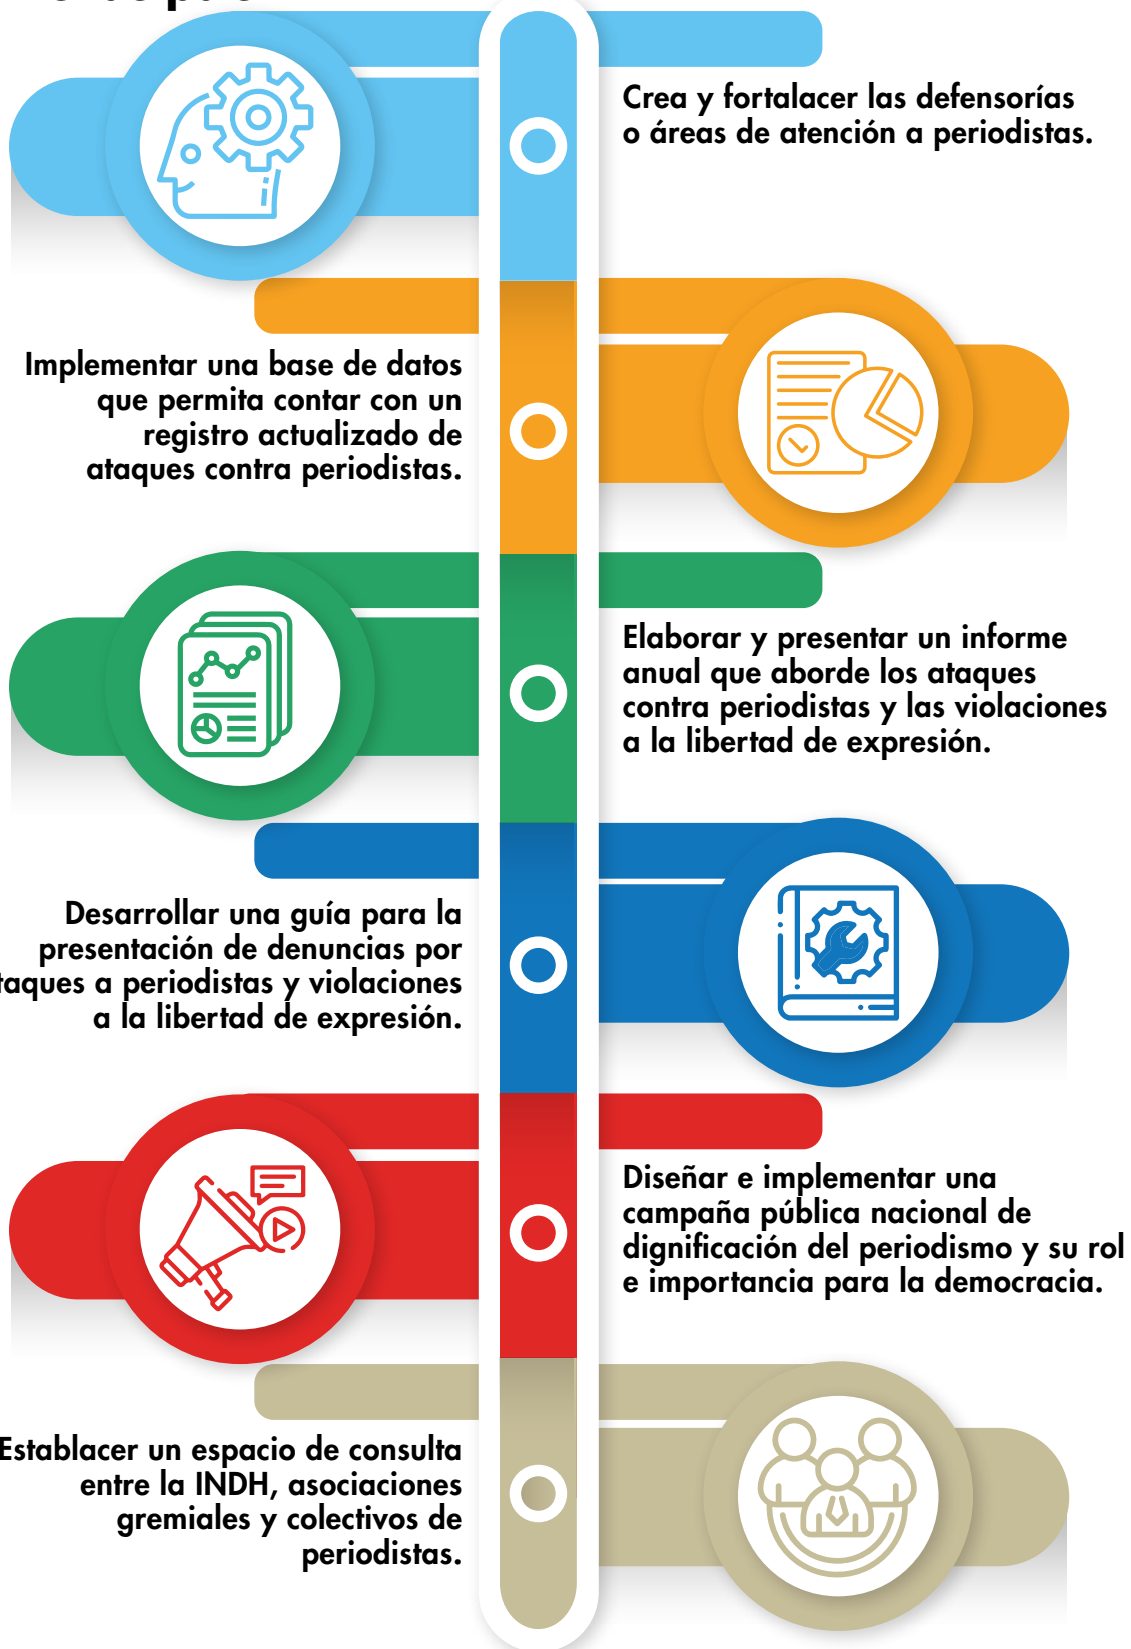 Crea y fortalacer las defensorías
o áreas de atención a periodistas.
Implementar una base de datos
que permita contar con un
registro actualizado de
ataques contra periodistas.
Elaborar y presentar un informe
anual que aborde los ataques
contra periodistas y las violaciones
a la libertad de expresión.
Desarrollar una guía para la
presentación de denuncias por
taques a periodistas y violaciones
a la libertad de expresión.
Diseñar e implementar una
campaña pública nacional de
dignificación del periodismo y su rol
e importancia para la democracia.
Establacer un espacio de consulta
entre la INDH, asociaciones
gremiales y colectivos de
periodistas.